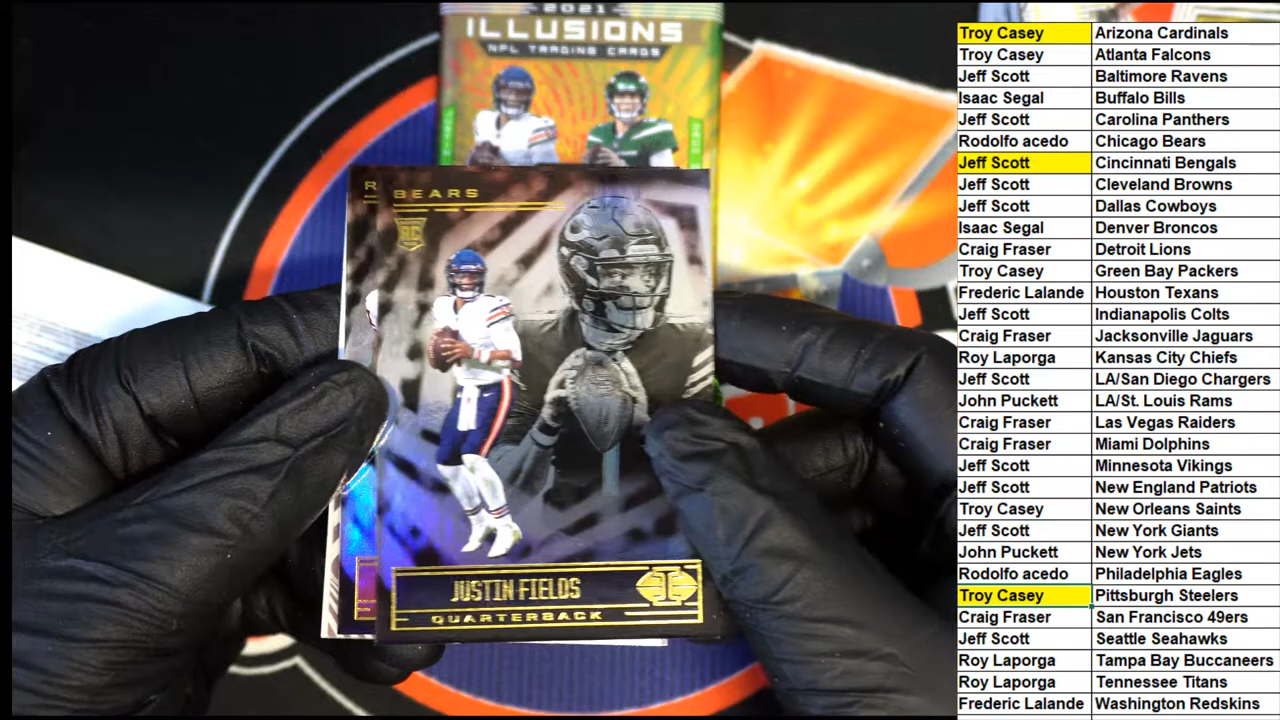 2021
ILLUSIONS
NFL TRADING CARDS
BEARS
RC
JUSTIN FIELDS
QUARTERBACK
Troy Casey Arizona Cardinals
Troy Casey Atlanta Falcons
Jeff Scott Baltimore Ravens
Isaac Segal Buffalo Bills
Jeff Scott Carolina Panthers
Rodolfo acedo Chicago Bears
Jeff Scott Cincinnati Bengals
Jeff Scott Cleveland Browns
Jeff Scott Dallas Cowboys
Isaac Segal Denver Broncos
Craig Fraser Detroit Lions
Troy Casey Green Bay Packers
Frederic Lalande Houston Texans
Jeff Scott Indianapolis Colts
Craig Fraser Jacksonville Jaguars
Roy Laporga Kansas City Chiefs
Jeff Scott LA/San Diego Chargers
John Puckett LA/St. Louis Rams
Craig Fraser Las Vegas Raiders
Craig Fraser Miami Dolphins
Jeff Scott Minnesota Vikings
Jeff Scott New England Patriots
Troy Casey New Orleans Saints
Jeff Scott New York Giants
John Puckett New York Jets
Rodolfo acedo Philadelphia Eagles
Troy Casey Pittsburgh Steelers
Craig Fraser San Francisco 49ers
Jeff Scott Seattle Seahawks
Roy Laporga Tampa Bay Buccaneers
Roy Laporga Tennessee Titans
Frederic Lalande Washington Redskins